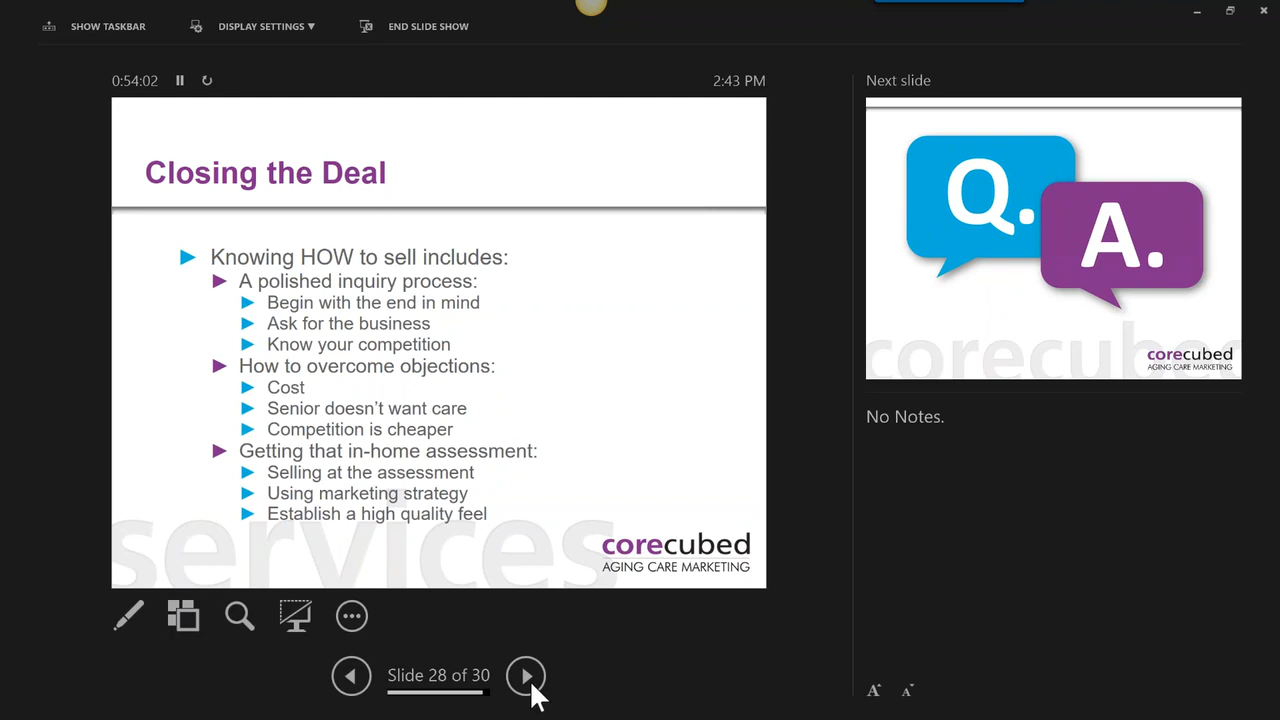 SHOW TASKBAR
DISPLAY SETTINGS ▼
END SLIDE SHOW
0:54:02
2:43 PM
Closing the Deal
Knowing HOW to sell includes:
A polished inquiry process:
Begin with the end in mind
Ask for the business
Know your competition
How to overcome objections:
Cost
Senior doesn’t want care
Competition is cheaper
Getting that in-home assessment:
Selling at the assessment
Using marketing strategy
Establish a high quality feel
services
corecubed
AGING CARE MARKETING
Slide 28 of 30
Next slide
Q.
A.
corecubed
corecubed
AGING CARE MARKETING
No Notes.
A A